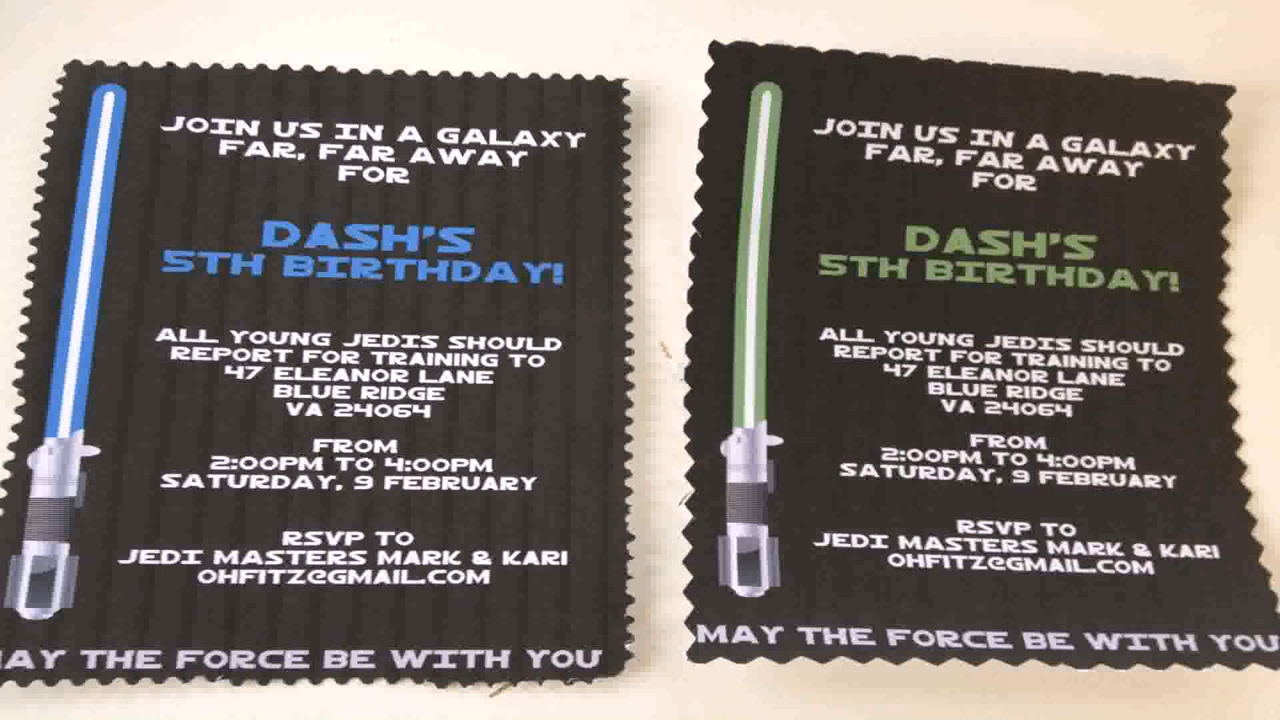 JOIN US IN A GALAXY
FAR, FAR AWAY
FOR
DASH'S
5TH BIRTHDAY!
ALL YOUNG JEDIS SHOULD
REPORT FOR TRAINING TO
47 ELEANOR LANE
BLUE RIDGE
VA 24064
FROM
2:00PM TO 4:00PM
SATURDAY, 9 FEBRUARY
RSVP TO
JEDI MASTERS MARK & KARI
OHFITZ@GMAIL.COM
MAY THE FORCE BE WITH YOU
JOIN US IN A GALAXY
FAR, FAR AWAY
FOR
DASH'S
5TH BIRTHDAY!
ALL YOUNG JEDIS SHOULD
REPORT FOR TRAINING TO
47 ELEANOR LANE
BLUE RIDGE
VA 24064
FROM
2:00PM TO 4:00PM
SATURDAY, 9 FEBRUARY
RSVP TO
JEDI MASTERS MARK & KARI
OHFITZ@GMAIL.COM
MAY THE FORCE BE WITH YOU